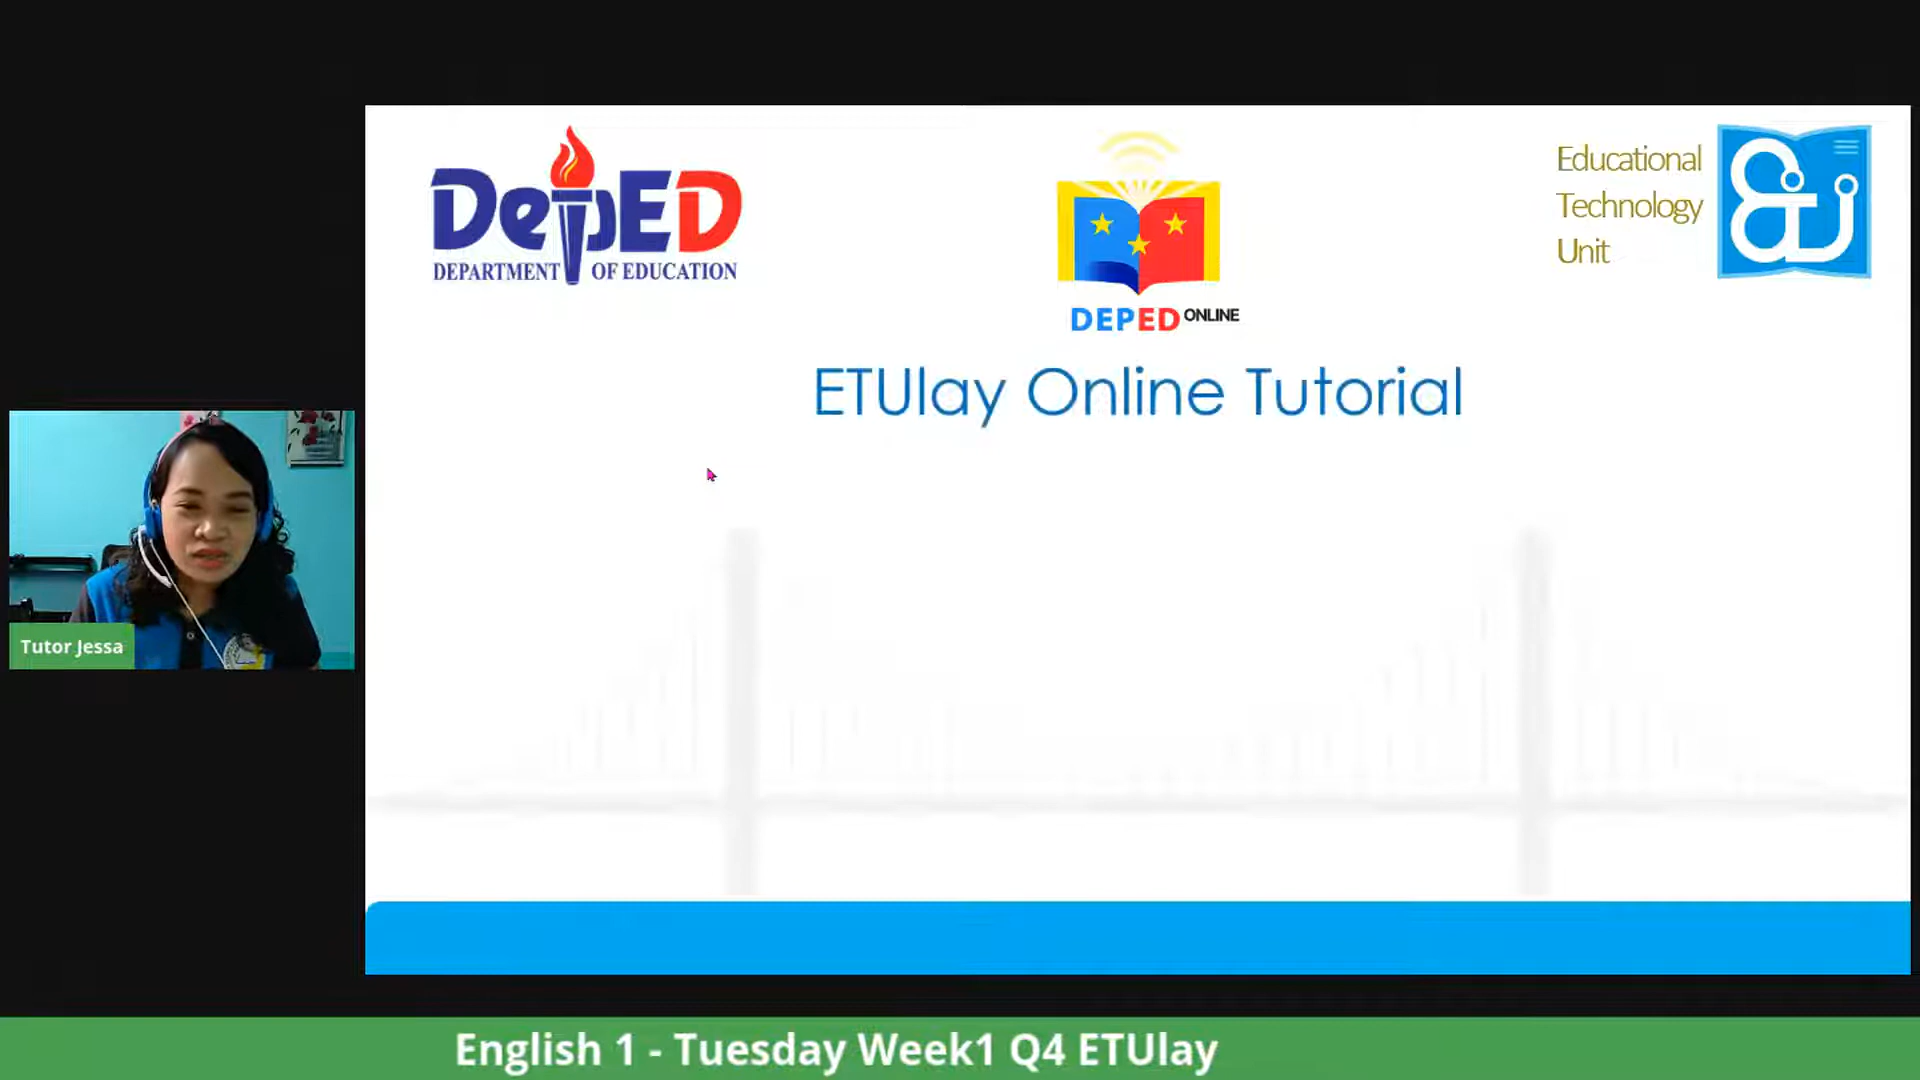 DepED
DEPARTMENT OF EDUCATION
DEPED ONLINE
Educational
Technology
Unit
ETUlay Online Tutorial
Tutor Jessa
English 1 - Tuesday Week1 Q4 ETUlay